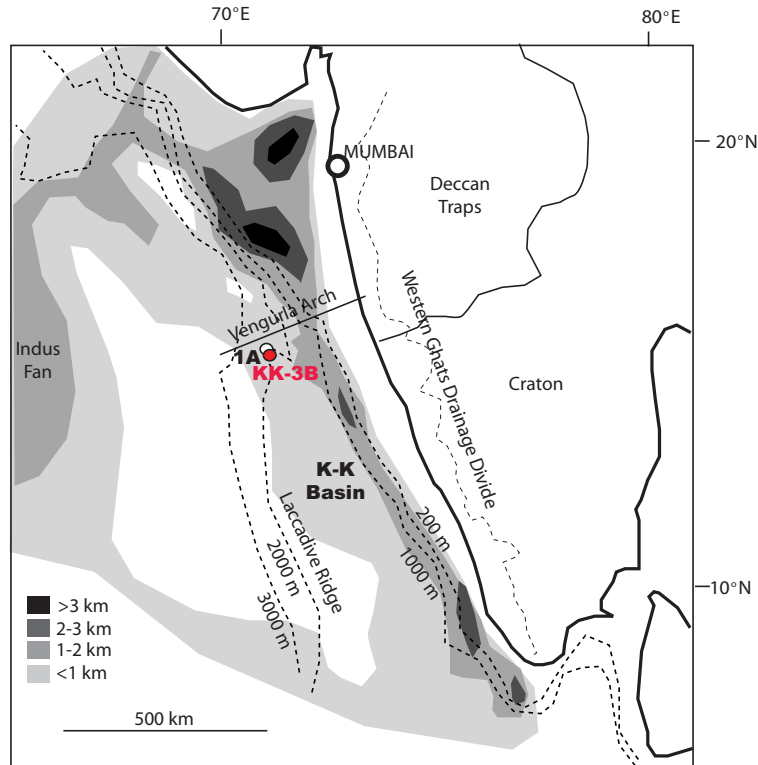 70°E
80°E
20°N
MUMBAI
Deccan
Traps
Vengurla Arch
Western Ghats Drainage Divide
Indus
Fan
1A
KK-3B
Craton
K-K
Basin
Laccadive Ridge
200 m
1000 m
2000 m
3000 m
10°N
>3 km
2-3 km
1-2 km
<1 km
500 km